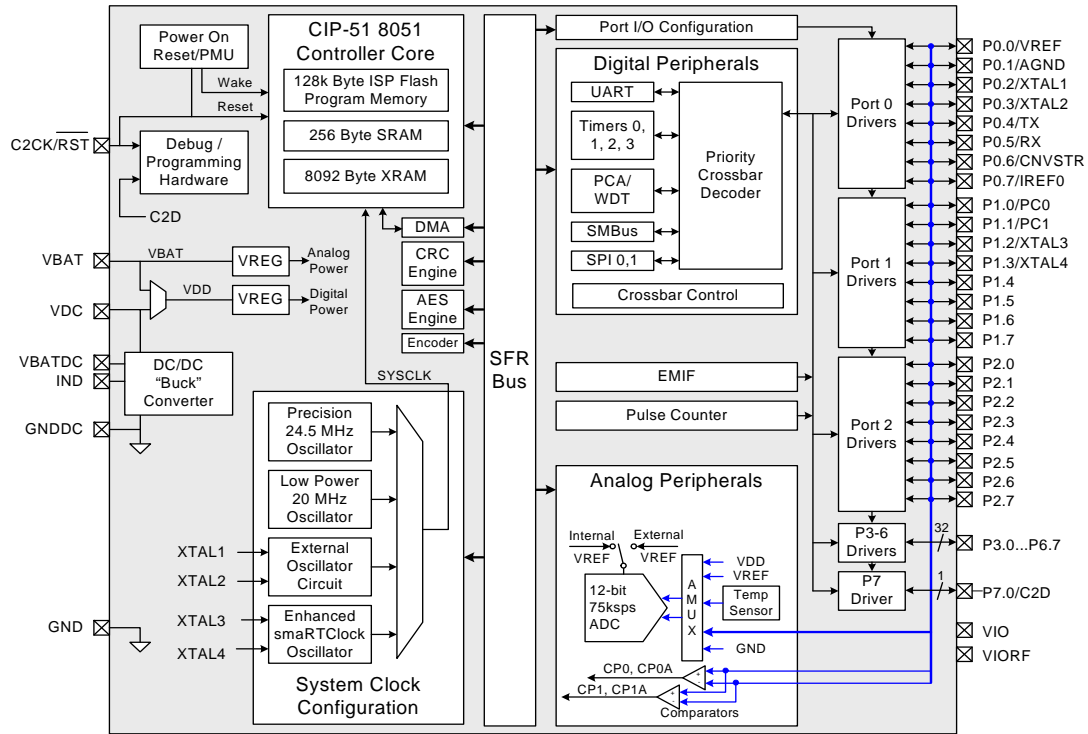 Power On
Reset/PMU
Wake
Reset
C2CK/RST
Debug /
Programming
Hardware
C2D
CIP-51 8051
Controller Core
128k Byte ISP Flash
Program Memory
256 Byte SRAM
8092 Byte XRAM
VBAT
VBAT
VREG
Analog
Power
VDC
VDD
VREG
Digital
Power
VBATDC
IND
DC/DC
“Buck”
Converter
GNDDC
GND
DMA
CRC
Engine
AES
Engine
Encoder
SYSCLK
Precision
24.5 MHz
Oscillator
Low Power
20 MHz
Oscillator
XTAL1
XTAL2
External
Oscillator
Circuit
XTAL3
XTAL4
Enhanced
smaRTClock
Oscillator
System Clock
Configuration
SFR
Bus
Port I/O Configuration
Digital Peripherals
UART
Timers 0,
1, 2, 3
PCA/
WDT
SMBus
SPI 0,1
Priority
Crossbar
Decoder
Crossbar Control
EMIF
Pulse Counter
Analog Peripherals
Internal
VREF
External
VREF
12-bit
75ksps
ADC
A
M
U
X
VDD
VREF
Temp
Sensor
GND
CP0, CP0A
CP1, CP1A
+
-
+
-
Comparators
Port 0
Drivers
Port 1
Drivers
Port 2
Drivers
P3-6
Drivers
P7
Driver
32
1
P0.0/VREF
P0.1/AGND
P0.2/XTAL1
P0.3/XTAL2
P0.4/TX
P0.5/RX
P0.6/CNVSTR
P0.7/IREF0
P1.0/PC0
P1.1/PC1
P1.2/XTAL3
P1.3/XTAL4
P1.4
P1.5
P1.6
P1.7
P2.0
P2.1
P2.2
P2.3
P2.4
P2.5
P2.6
P2.7
P3.0...P6.7
P7.0/C2D
VIO
VIORF